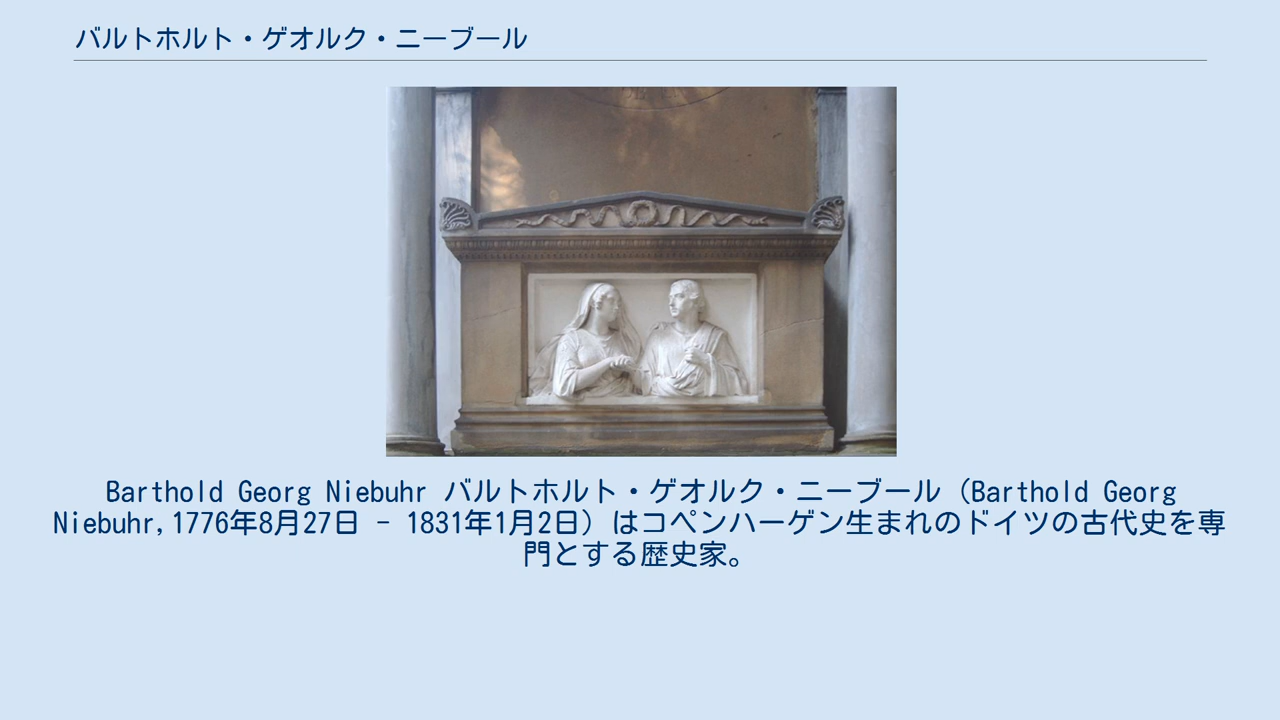 バルトホルト・ゲオルク・ニーブール
Barthold Georg Niebuhr バルトホルト・ゲオルク・ニーブール（Barthold Georg
Niebuhr,1776年8月27日 - 1831年1月2日）はコペンハーゲン生まれのドイツの古代史を専
門とする歴史家。